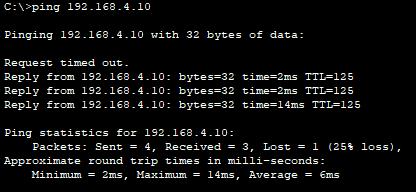 C:\>ping 192.168.4.10
Pinging 192.168.4.10 with 32 bytes of data:
Request timed out.
Reply from 192.168.4.10: bytes=32 time=2ms TTL=125
Reply from 192.168.4.10: bytes=32 time=2ms TTL=125
Reply from 192.168.4.10: bytes=32 time=14ms TTL=125
Ping statistics for 192.168.4.10:
    Packets: Sent = 4, Received = 3, Lost = 1 (25% loss),
Approximate round trip times in milli-seconds:
    Minimum = 2ms, Maximum = 14ms, Average = 6ms